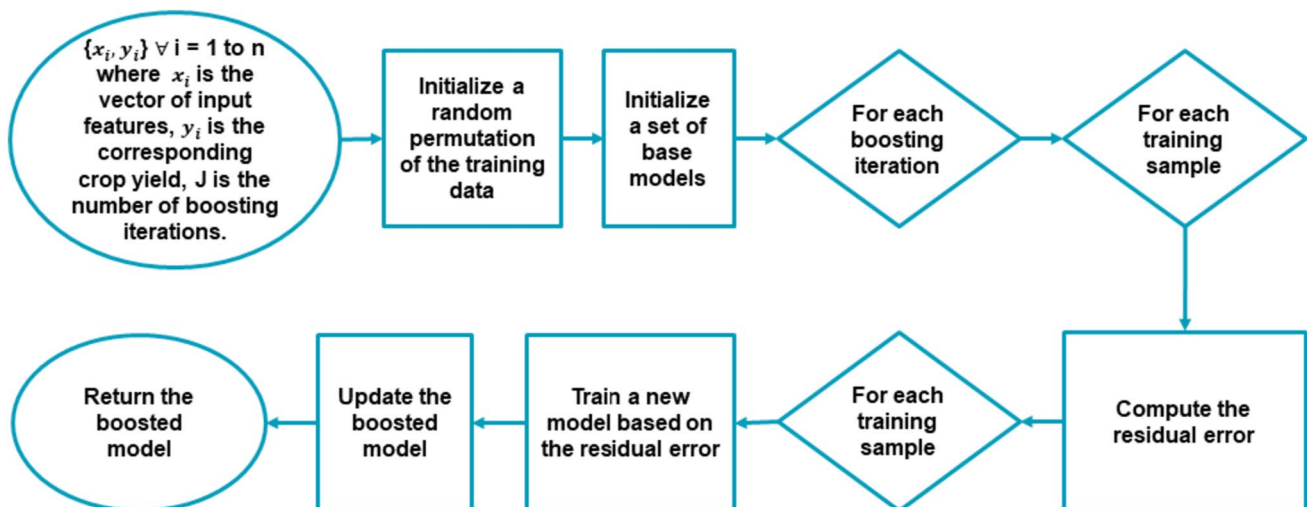 {xᵢ, yᵢ} ∀ i = 1 to n
where xᵢ is the
vector of input
features, yᵢ is the
corresponding
crop yield, J is the
number of boosting
iterations.
Initialize a
random
permutation
of the training
data
Initialize
a set of
base
models
For each
boosting
iteration
For each
training
sample
Return the
boosted
model
Update the
boosted
model
Train a new
model based on
the residual error
For each
training
sample
Compute the
residual error